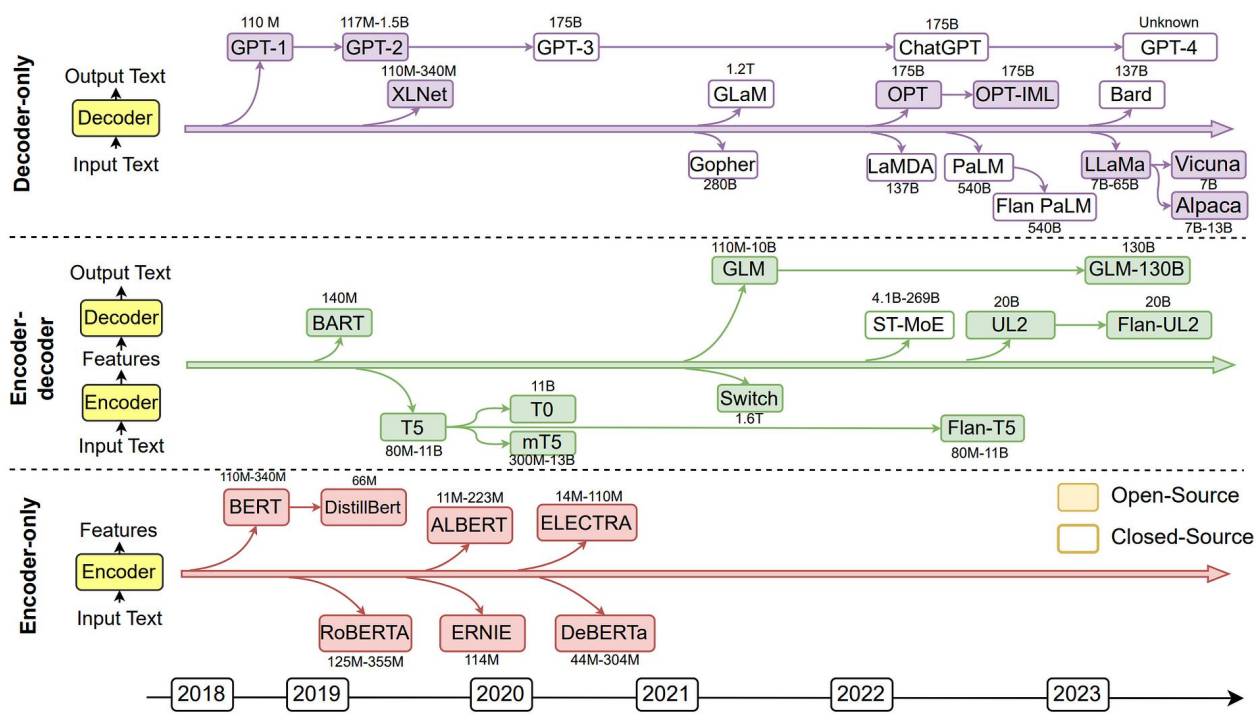 Decoder-only
Output Text
Decoder
Input Text
110 M
GPT-1
117M-1.5B
GPT-2
175B
GPT-3
175B
ChatGPT
Unknown
GPT-4
110M-340M
XLNet
1.2T
GLaM
175B
OPT
175B
OPT-IML
137B
Bard
Gopher
280B
LaMDA
137B
PaLM
540B
Flan PaLM
540B
LLaMa
7B-65B
Vicuna
7B
Alpaca
7B-13B
Encoder-
decoder
Output Text
Decoder
Features
Encoder
Input Text
110M-10B
GLM
130B
GLM-130B
140M
BART
4.1B-269B
ST-MoE
20B
UL2
20B
Flan-UL2
Switch
1.6T
T5
80M-11B
11B
T0
mT5
300M-13B
Flan-T5
80M-11B
Encoder-only
Features
Encoder
Input Text
110M-340M
BERT
66M
DistillBert
11M-223M
ALBERT
14M-110M
ELECTRA
RoBERTA
125M-355M
ERNIE
114M
DeBERTa
44M-304M
Open-Source
Closed-Source
2018
2019
2020
2021
2022
2023